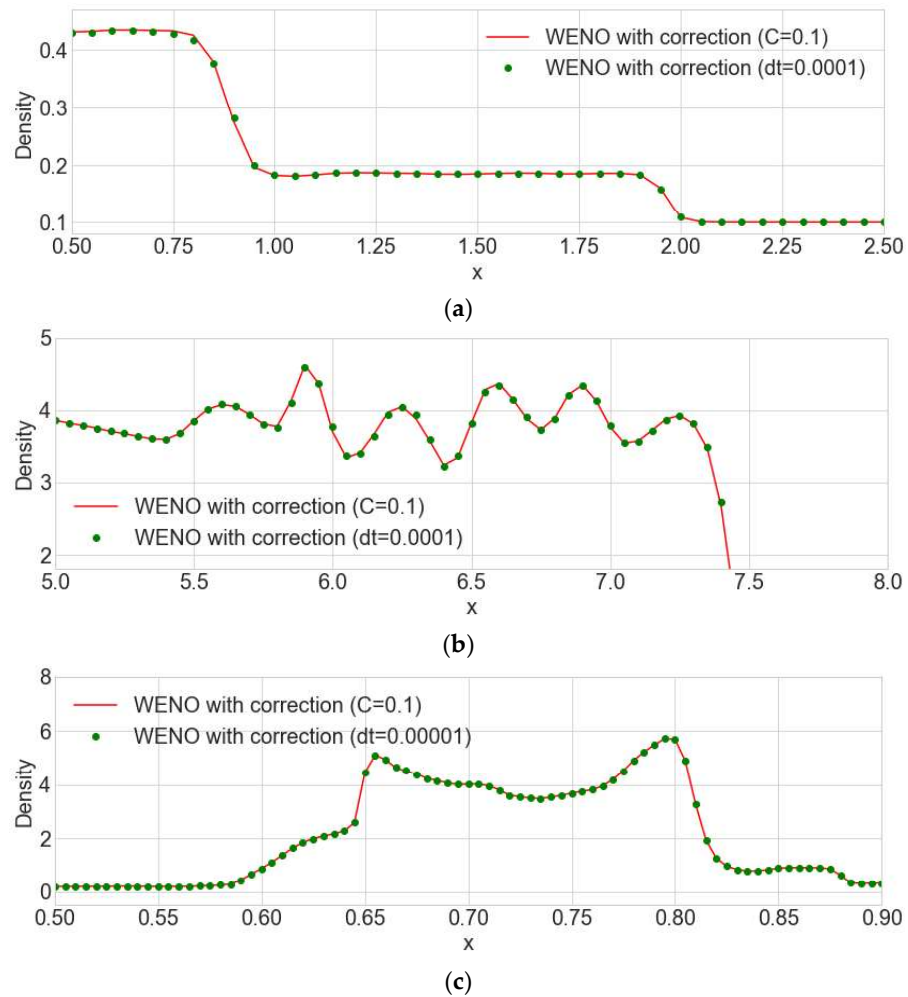 0.4
0.3
0.2
0.1
Density
WENO with correction (C=0.1)
WENO with correction (dt=0.0001)
0.50 0.75 1.00 1.25 1.50 1.75 2.00 2.25 2.50
x
(a)
5
4
3
2
Density
WENO with correction (C=0.1)
WENO with correction (dt=0.0001)
5.0 5.5 6.0 6.5 7.0 7.5 8.0
x
(b)
8
6
4
2
0
Density
WENO with correction (C=0.1)
WENO with correction (dt=0.00001)
0.50 0.55 0.60 0.65 0.70 0.75 0.80 0.85 0.90
x
(c)